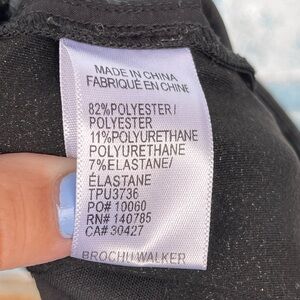 MADE IN CHINA
FABRIQUÉ EN CHINE
82%POLYESTER/
POLYESTER
11%POLYURETHANE
POLYURETHANE
7%ELASTANE/
ÉLASTANE
TPU3736
PO# 10060
RN# 140785
CA# 30427
BROCHU WALKER